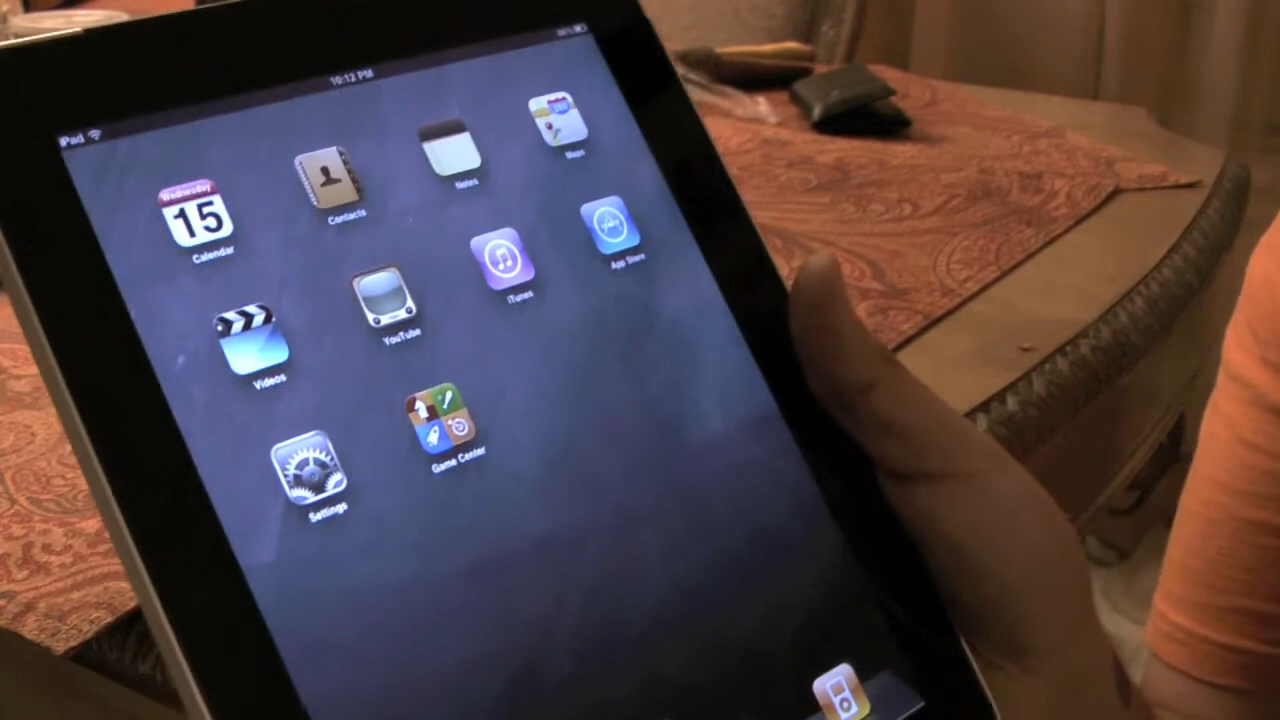 iPad
10:12 PM
Wednesday
15
Calendar
Contacts
Notes
Maps
Videos
YouTube
iTunes
App Store
Settings
Game Center